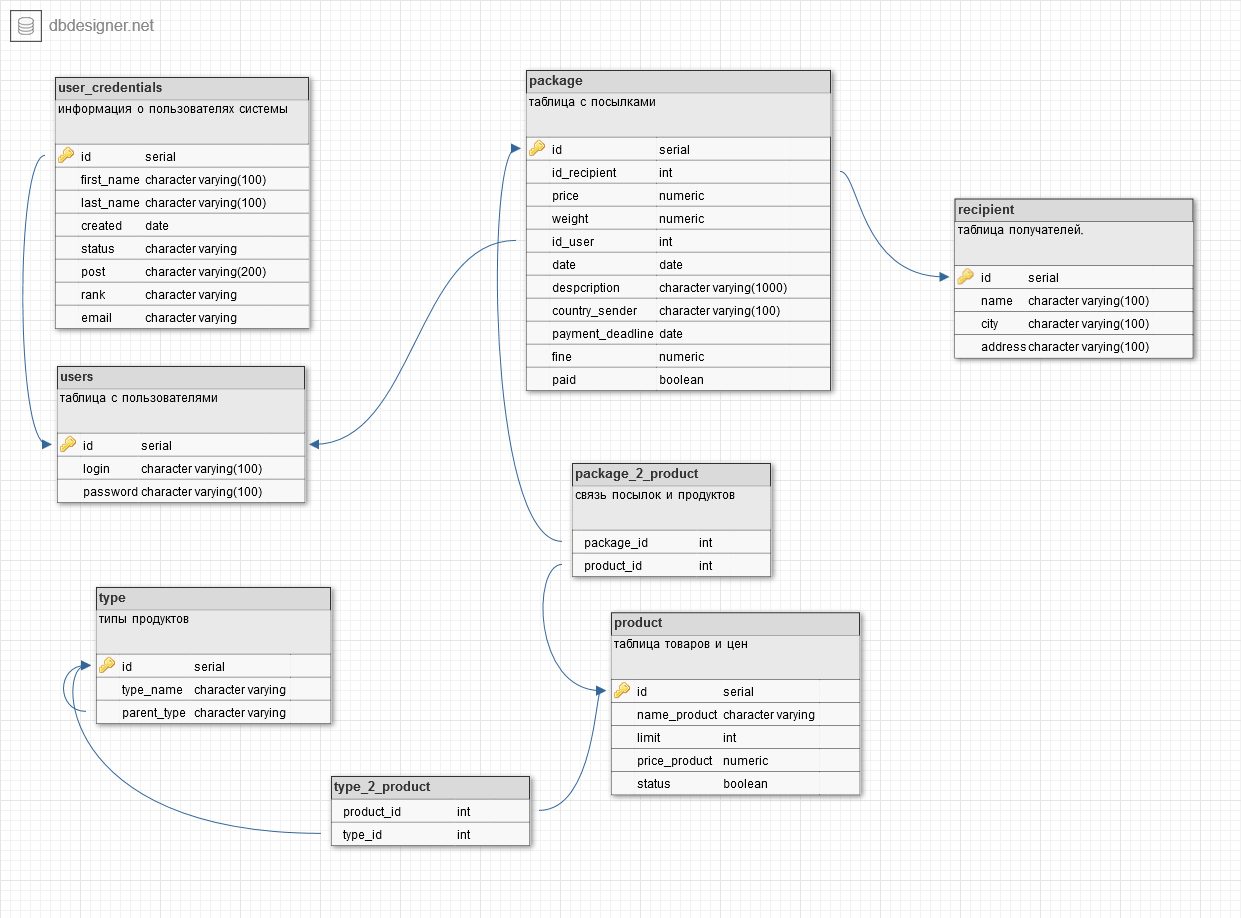 dbdesigner.net
user_credentials
информация о пользователях системы
id serial
first_name character varying(100)
last_name character varying(100)
created date
status character varying
post character varying(200)
rank character varying
email character varying
users
таблица с пользователями
id serial
login character varying(100)
password character varying(100)
package
таблица с посылками
id serial
id_recipient int
price numeric
weight numeric
id_user int
date date
despcription character varying(1000)
country_sender character varying(100)
payment_deadline date
fine numeric
paid boolean
recipient
таблица получателей.
id serial
name character varying(100)
city character varying(100)
address character varying(100)
package_2_product
связь посылок и продуктов
package_id int
product_id int
type
типы продуктов
id serial
type_name character varying
parent_type character varying
product
таблица товаров и цен
id serial
name_product character varying
limit int
price_product numeric
status boolean
type_2_product
product_id int
type_id int